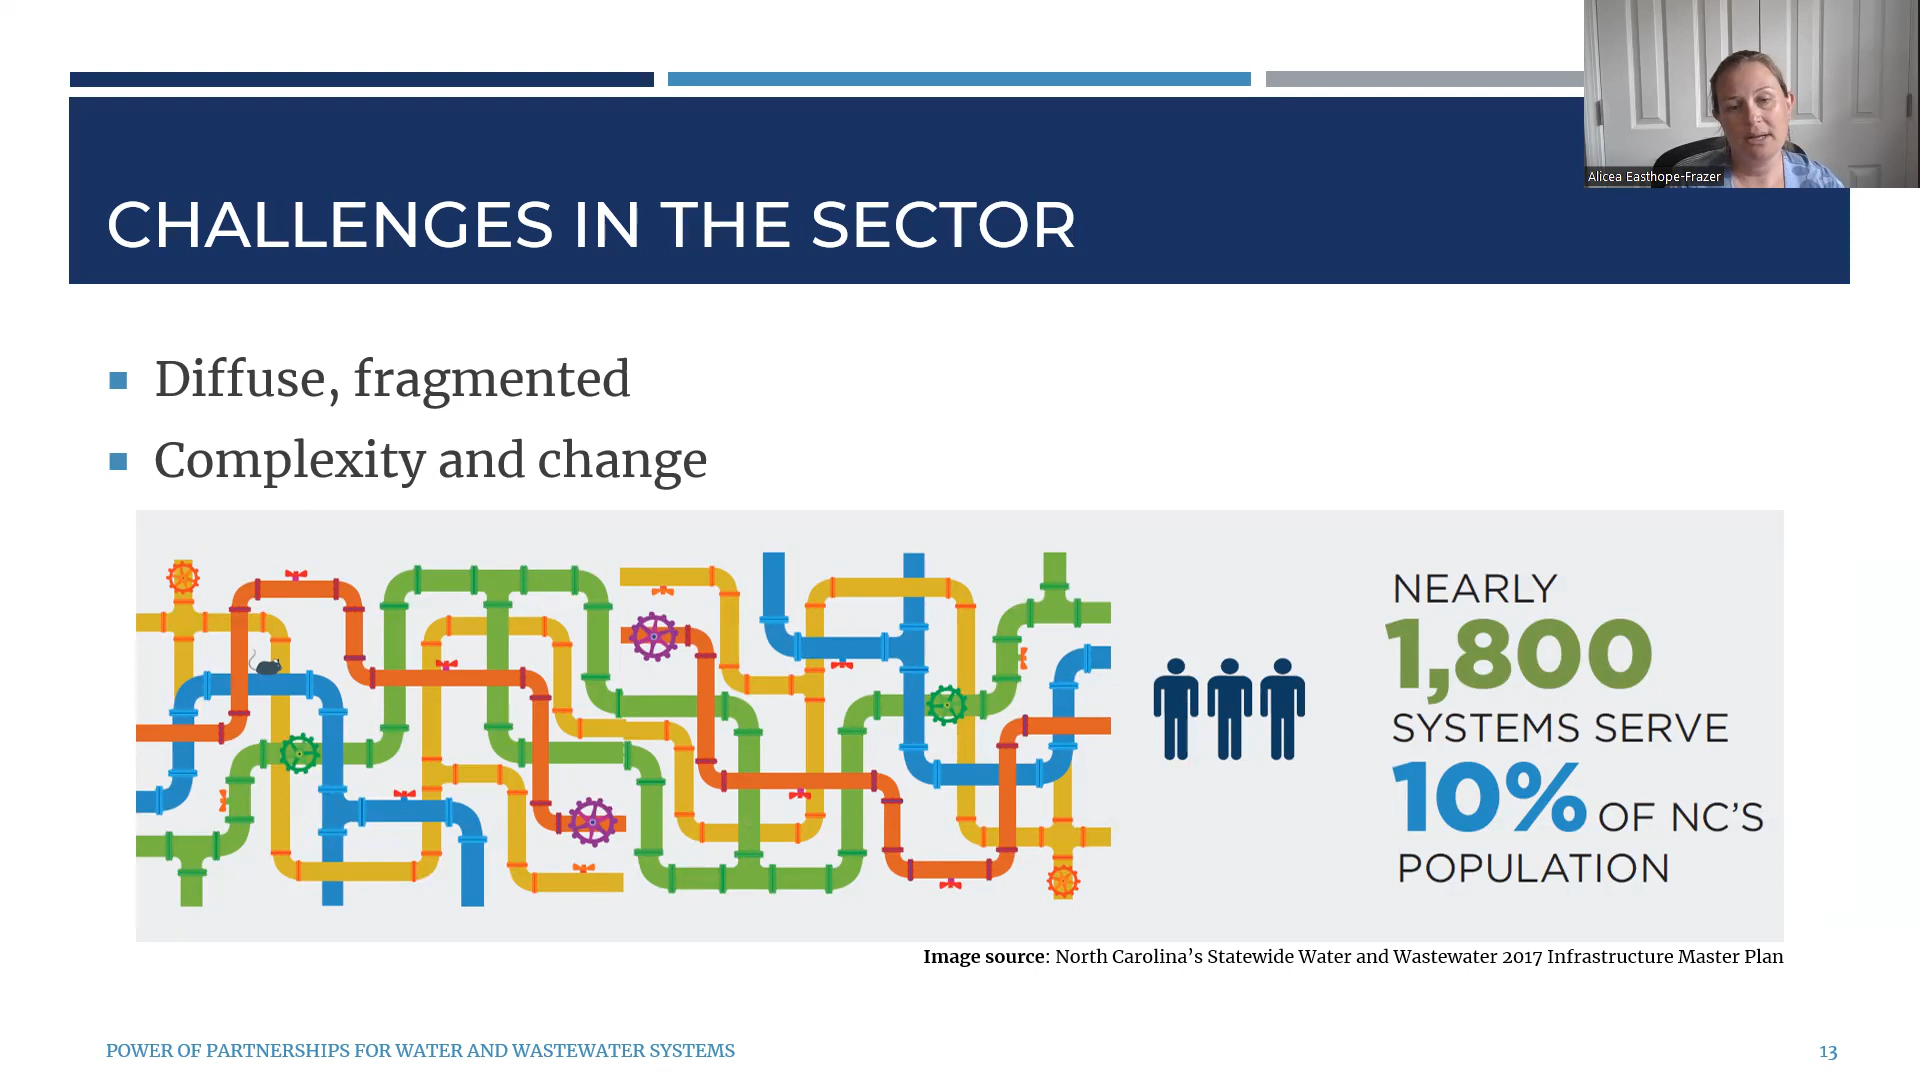 Alicea Easthope-Frazer
CHALLENGES IN THE SECTOR
Diffuse, fragmented
Complexity and change
NEARLY
1,800
SYSTEMS SERVE
10% OF NC’S
POPULATION
Image source: North Carolina’s Statewide Water and Wastewater 2017 Infrastructure Master Plan
POWER OF PARTNERSHIPS FOR WATER AND WASTEWATER SYSTEMS
13